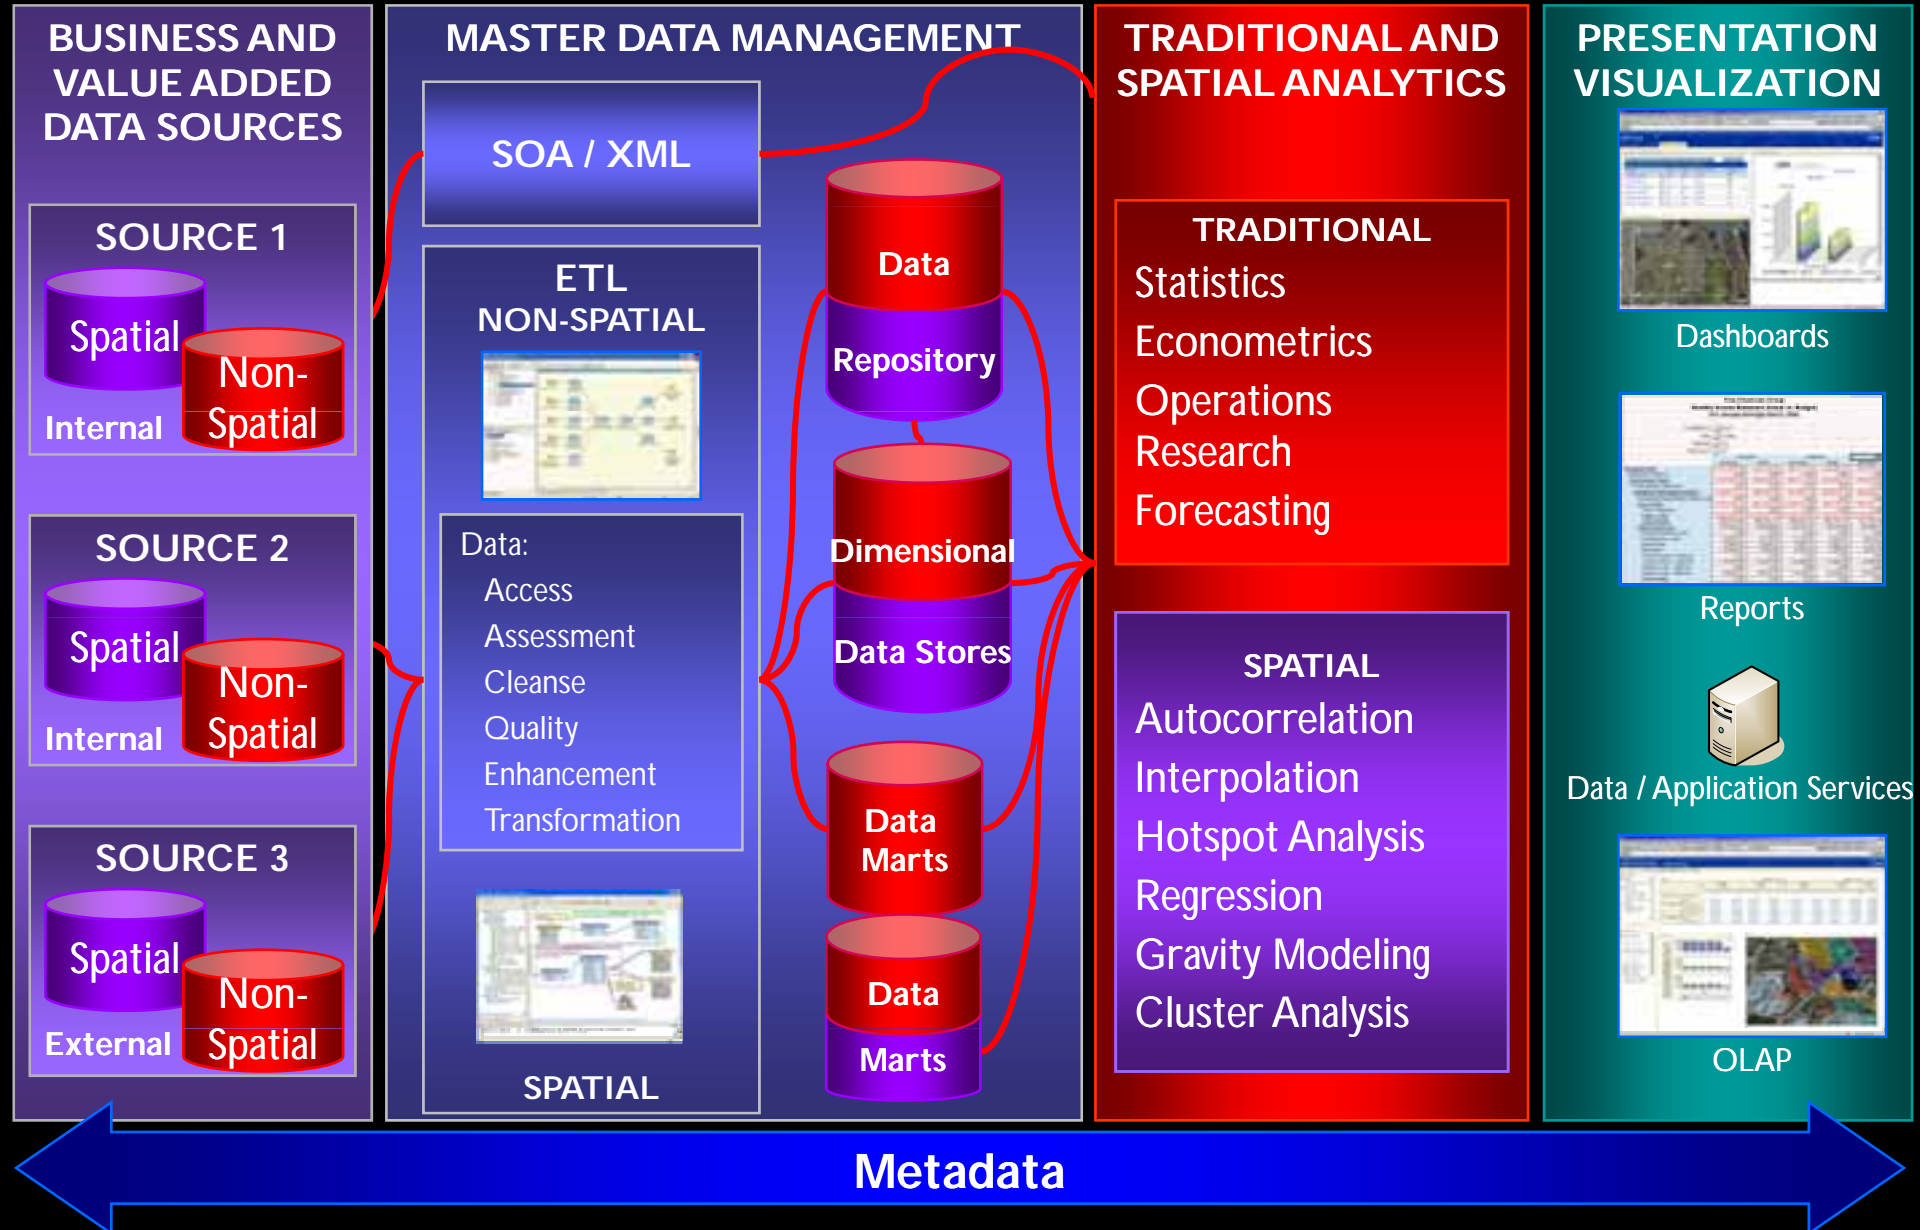 BUSINESS AND
VALUE ADDED
DATA SOURCES
SOURCE 1
Spatial
Non-
Spatial
Internal
SOURCE 2
Spatial
Non-
Spatial
Internal
SOURCE 3
Spatial
Non-
Spatial
External
MASTER DATA MANAGEMENT
SOA / XML
ETL
NON-SPATIAL
Data:
Access
Assessment
Cleanse
Quality
Enhancement
Transformation
SPATIAL
Data
Repository
Dimensional
Data Stores
Data
Marts
Data
Marts
TRADITIONAL AND
SPATIAL ANALYTICS
TRADITIONAL
Statistics
Econometrics
Operations
Research
Forecasting
SPATIAL
Autocorrelation
Interpolation
Hotspot Analysis
Regression
Gravity Modeling
Cluster Analysis
PRESENTATION
VISUALIZATION
Dashboards
Reports
Data / Application Services
OLAP
Metadata